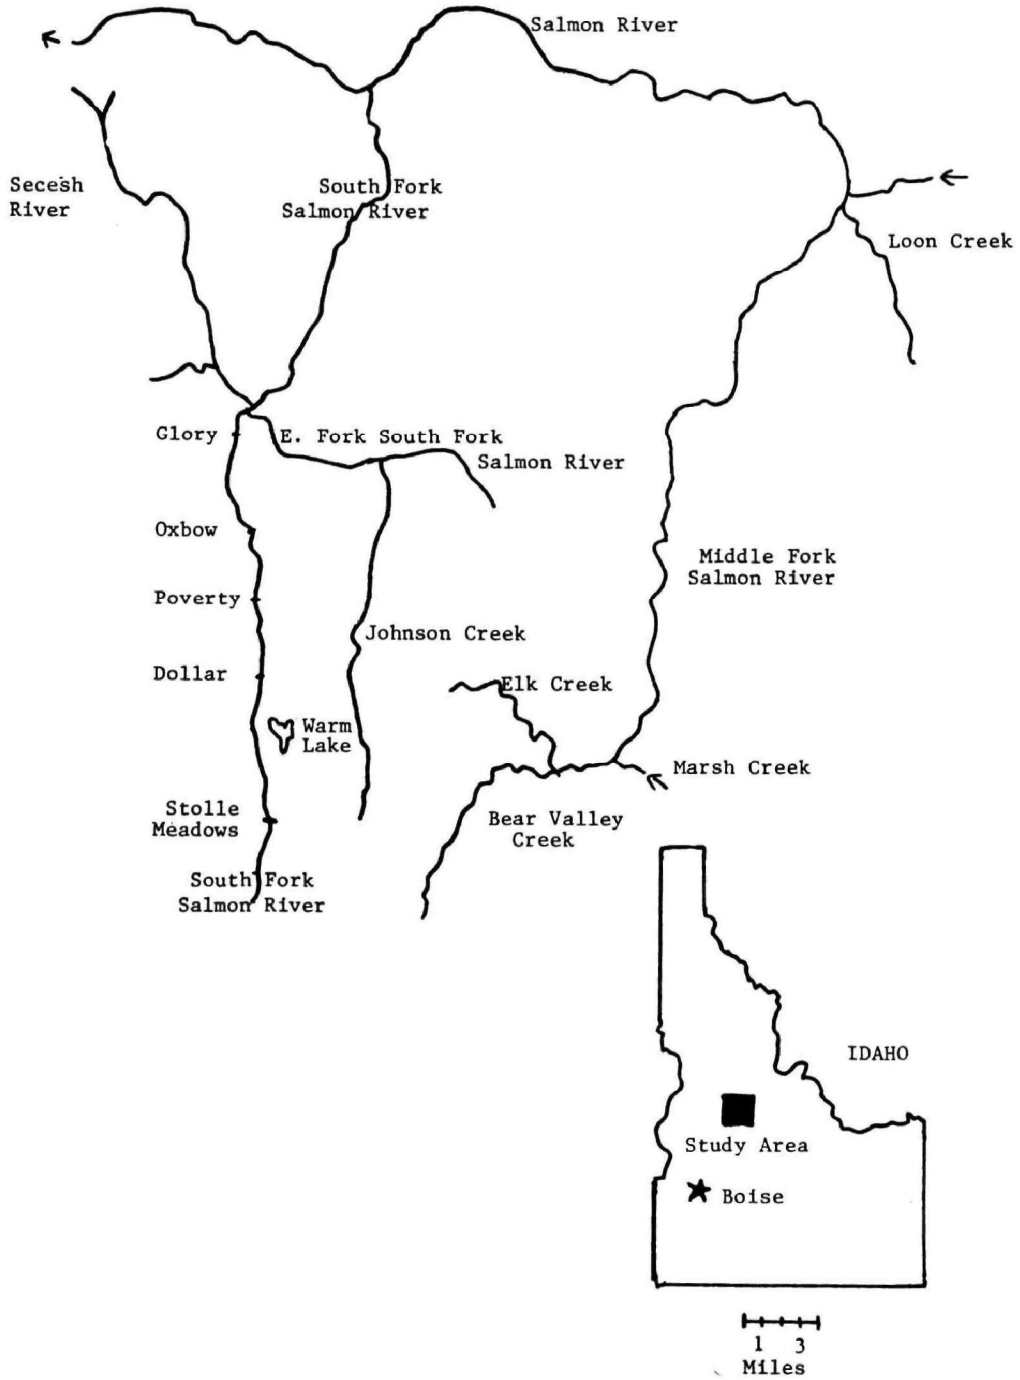 Salmon River
Secesh
River
South Fork
Salmon River
Loon Creek
Glory
E. Fork South Fork
Salmon River
Oxbow
Middle Fork
Salmon River
Poverty
Johnson Creek
Dollar
Elk Creek
Warm
Lake
Marsh Creek
Stolle
Meadows
Bear Valley
Creek
South Fork
Salmon River
IDAHO
Study Area
Boise
1 3
Miles